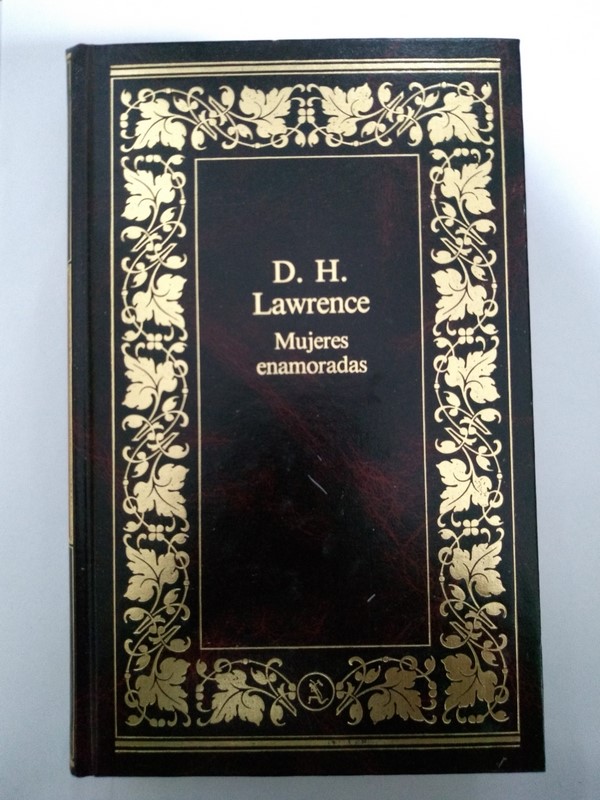 D. H.
Lawrence
Mujeres
enamoradas